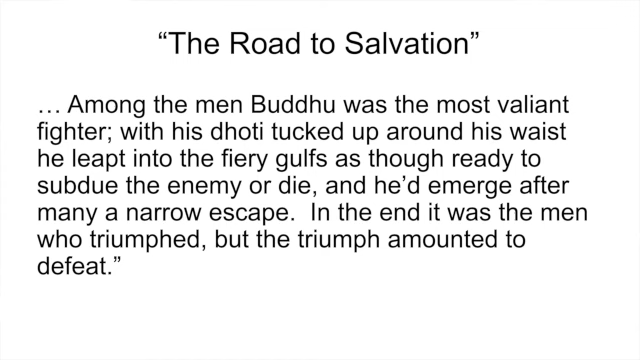 “The Road to Salvation”
… Among the men Buddhu was the most valiant
fighter; with his dhoti tucked up around his waist
he leapt into the fiery gulfs as though ready to
subdue the enemy or die, and he’d emerge after
many a narrow escape.  In the end it was the men
who triumphed, but the triumph amounted to
defeat.”